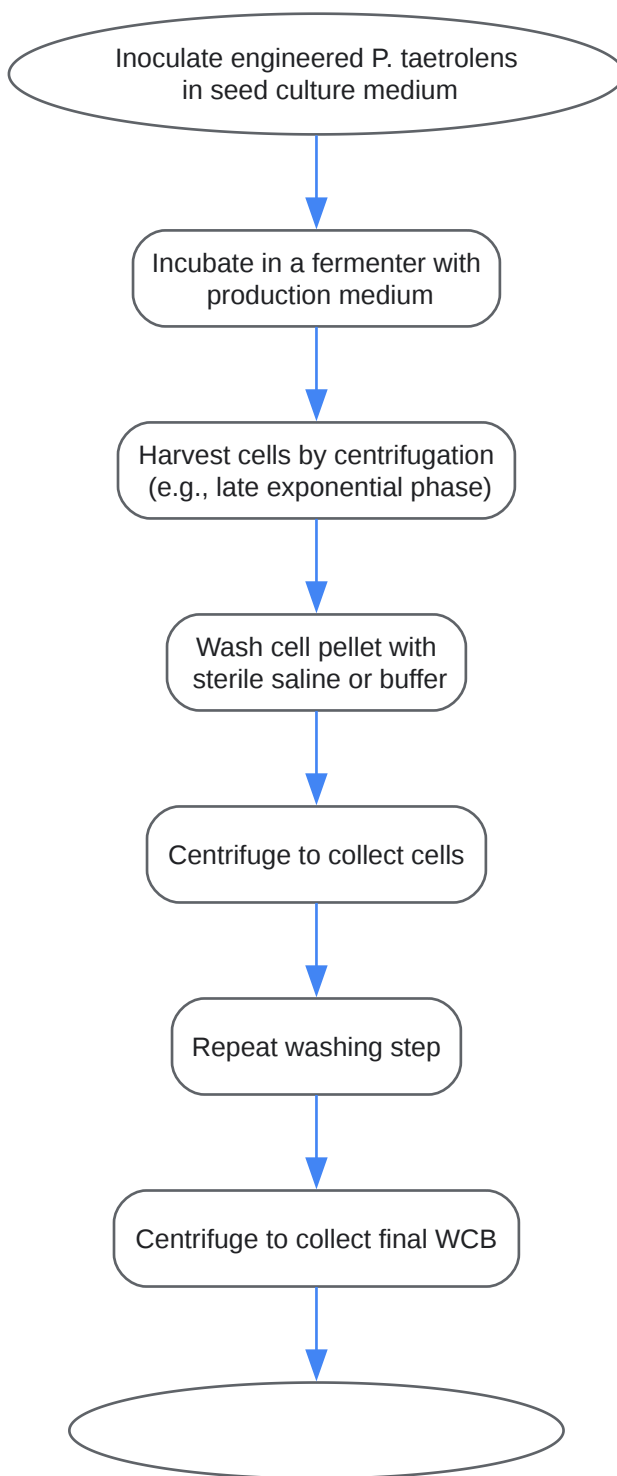 Inoculate engineered P. taetrolens
in seed culture medium
Incubate in a fermenter with
production medium
Harvest cells by centrifugation
(e.g., late exponential phase)
Wash cell pellet with
sterile saline or buffer
Centrifuge to collect cells
Repeat washing step
Centrifuge to collect final WCB